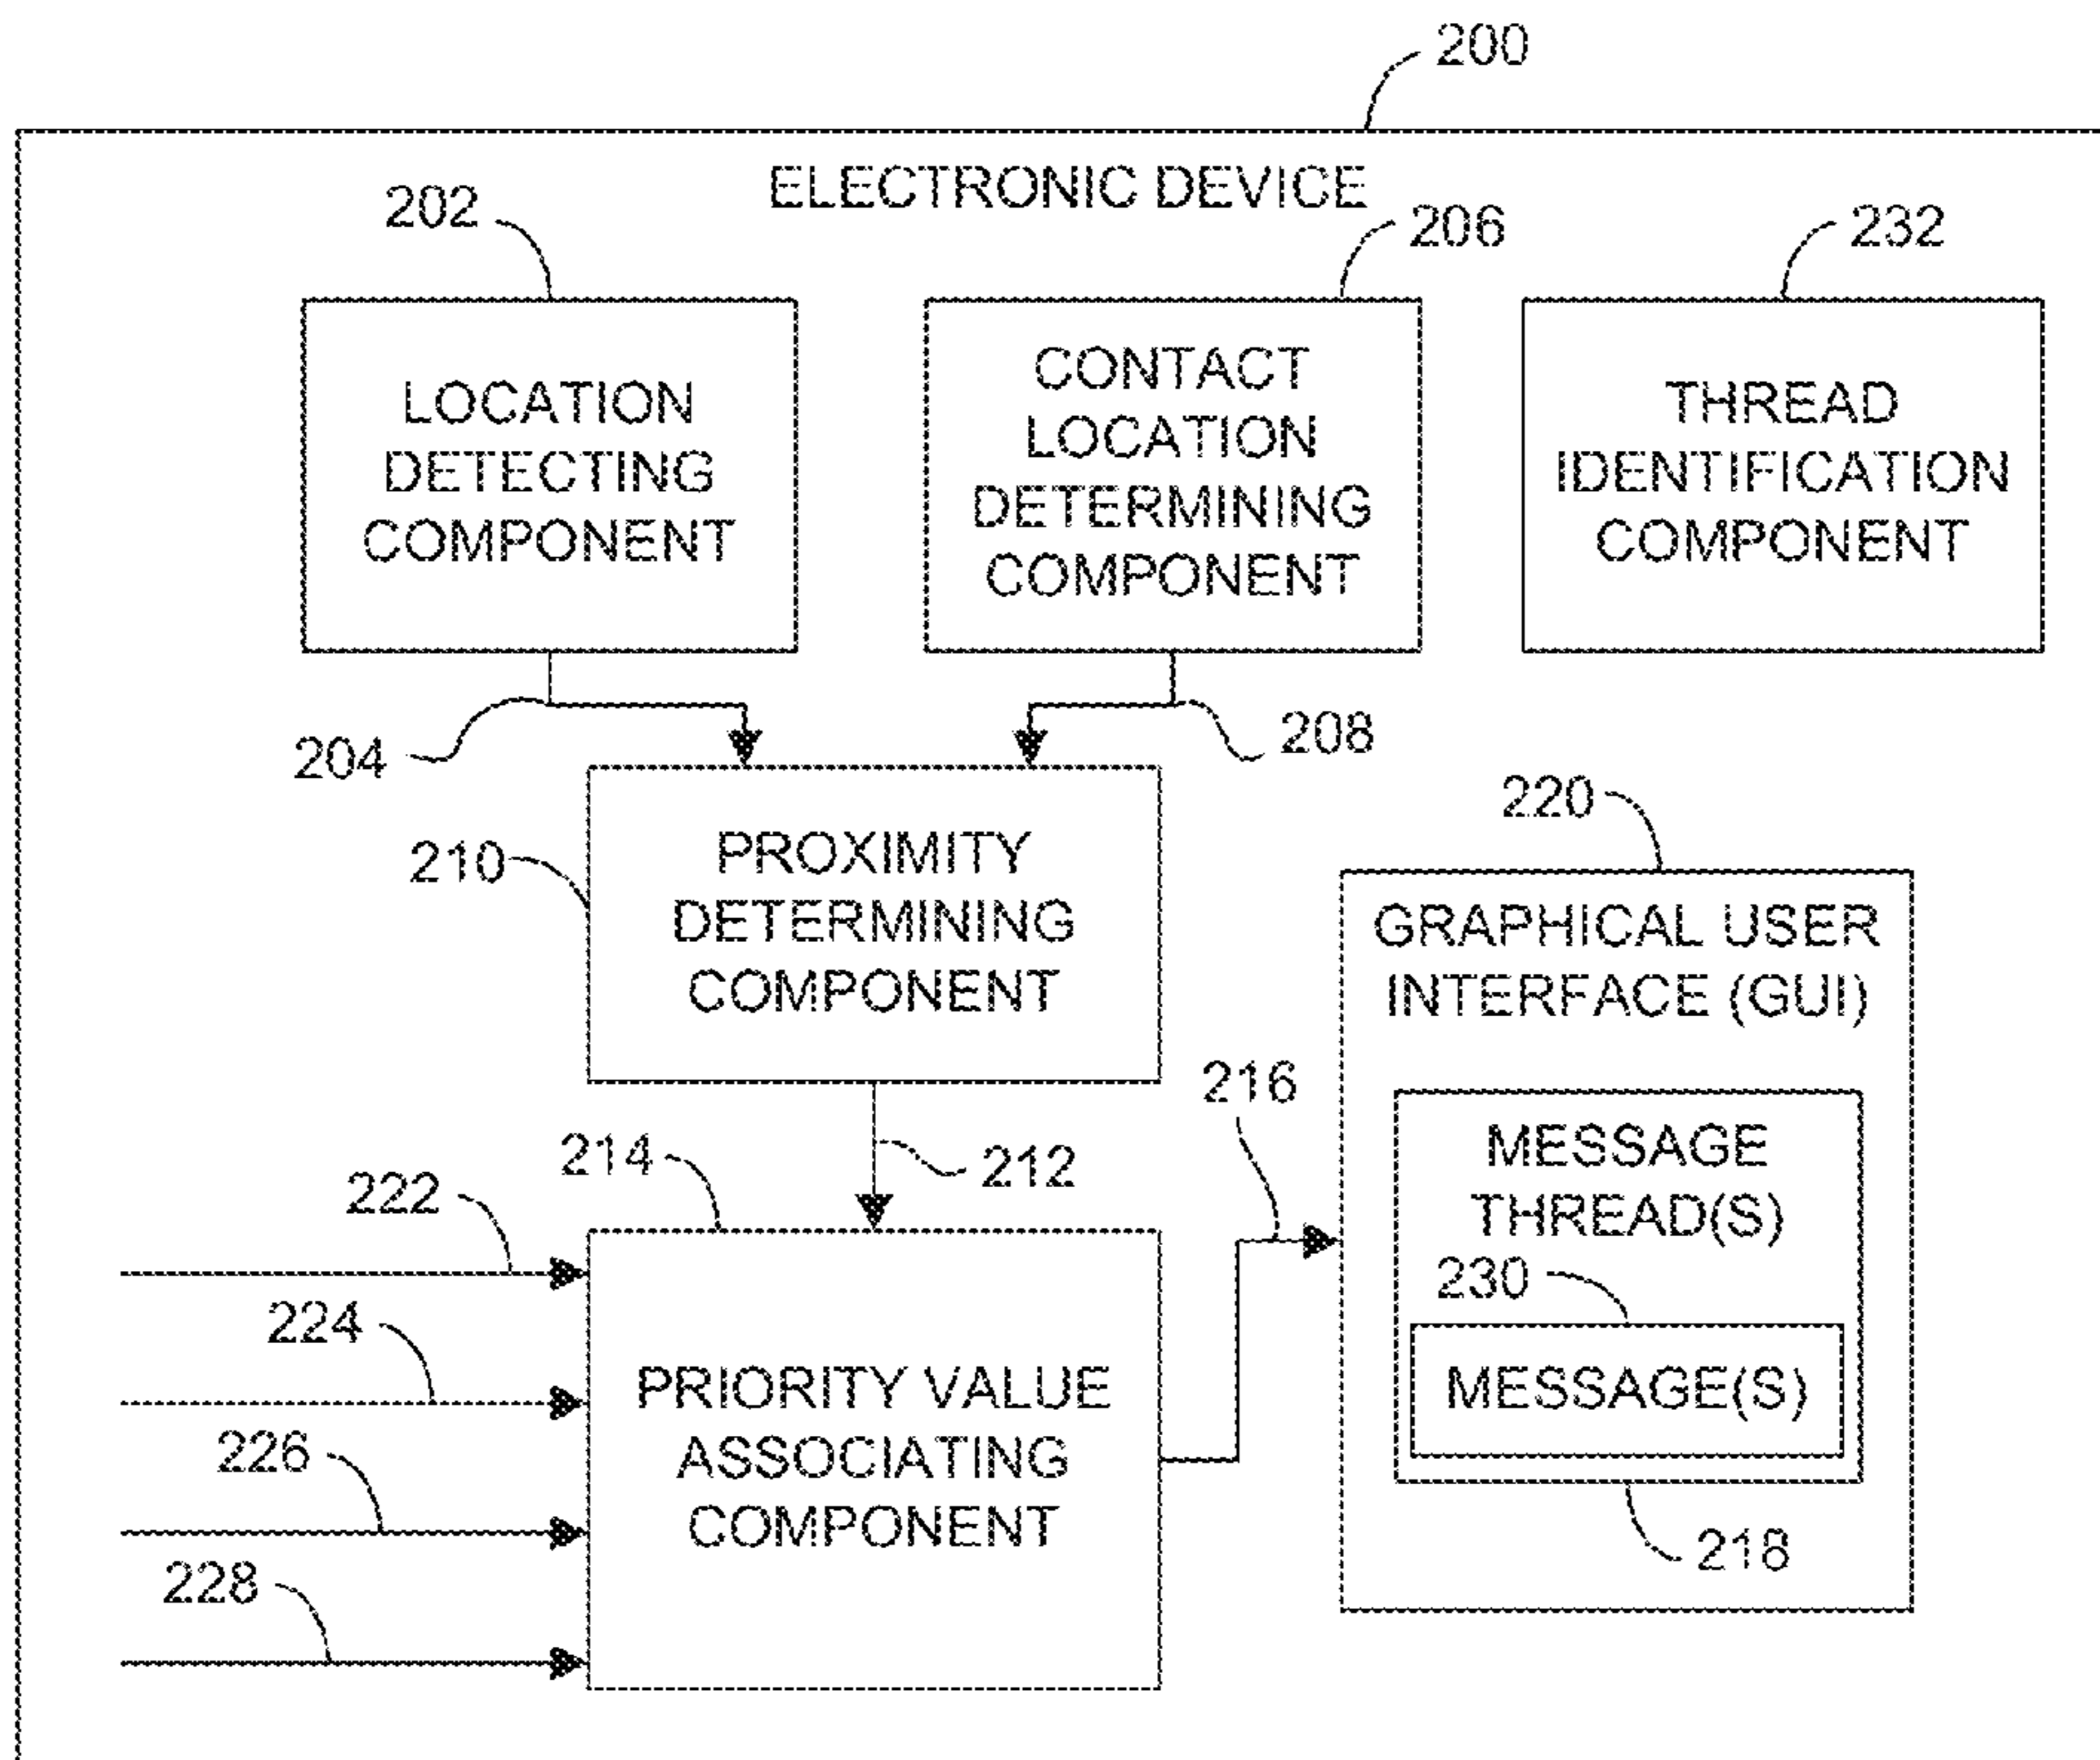 200
ELECTRONIC DEVICE
202
206
232
LOCATION
DETECTING
COMPONENT
CONTACT
LOCATION
DETERMINING
COMPONENT
THREAD
IDENTIFICATION
COMPONENT
204
208
210
PROXIMITY
DETERMINING
COMPONENT
220
GRAPHICAL USER
INTERFACE (GUI)
212
214
216
222
224
226
228
PRIORITY VALUE
ASSOCIATING
COMPONENT
MESSAGE
THREAD(S)
230
MESSAGE(S)
218